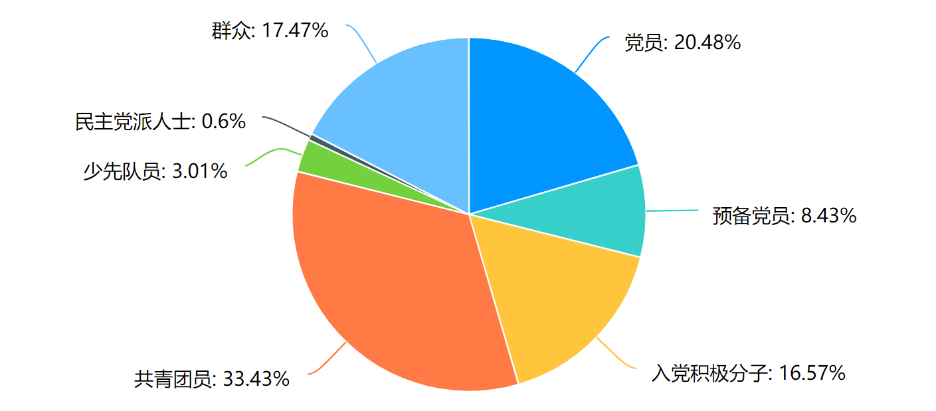 群众: 17.47%
党员: 20.48%
民主党派人士: 0.6%
少先队员: 3.01%
预备党员: 8.43%
共青团员: 33.43%
入党积极分子: 16.57%